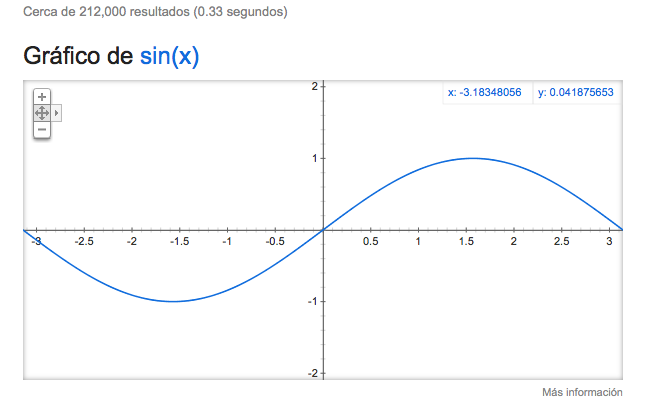 Cerca de 212,000 resultados (0.33 segundos)
Gráfico de sin(x)
x: -3.18348056 y: 0.041875653
2
1
-3 -2.5 -2 -1.5 -1 -0.5 0.5 1 1.5 2 2.5 3
-1
-2
Más información